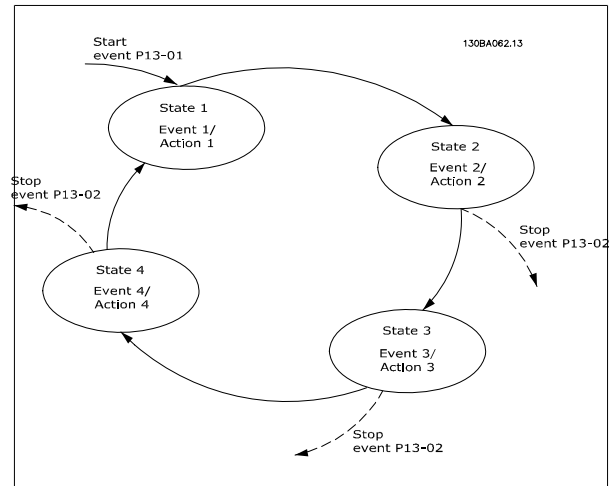 Start
event P13-01
130BA062.13
State 1
Event 1/
Action 1
State 2
Event 2/
Action 2
Stop
event P13-02
Stop
event P13-02
State 4
Event 4/
Action 4
State 3
Event 3/
Action 3
Stop
event P13-02